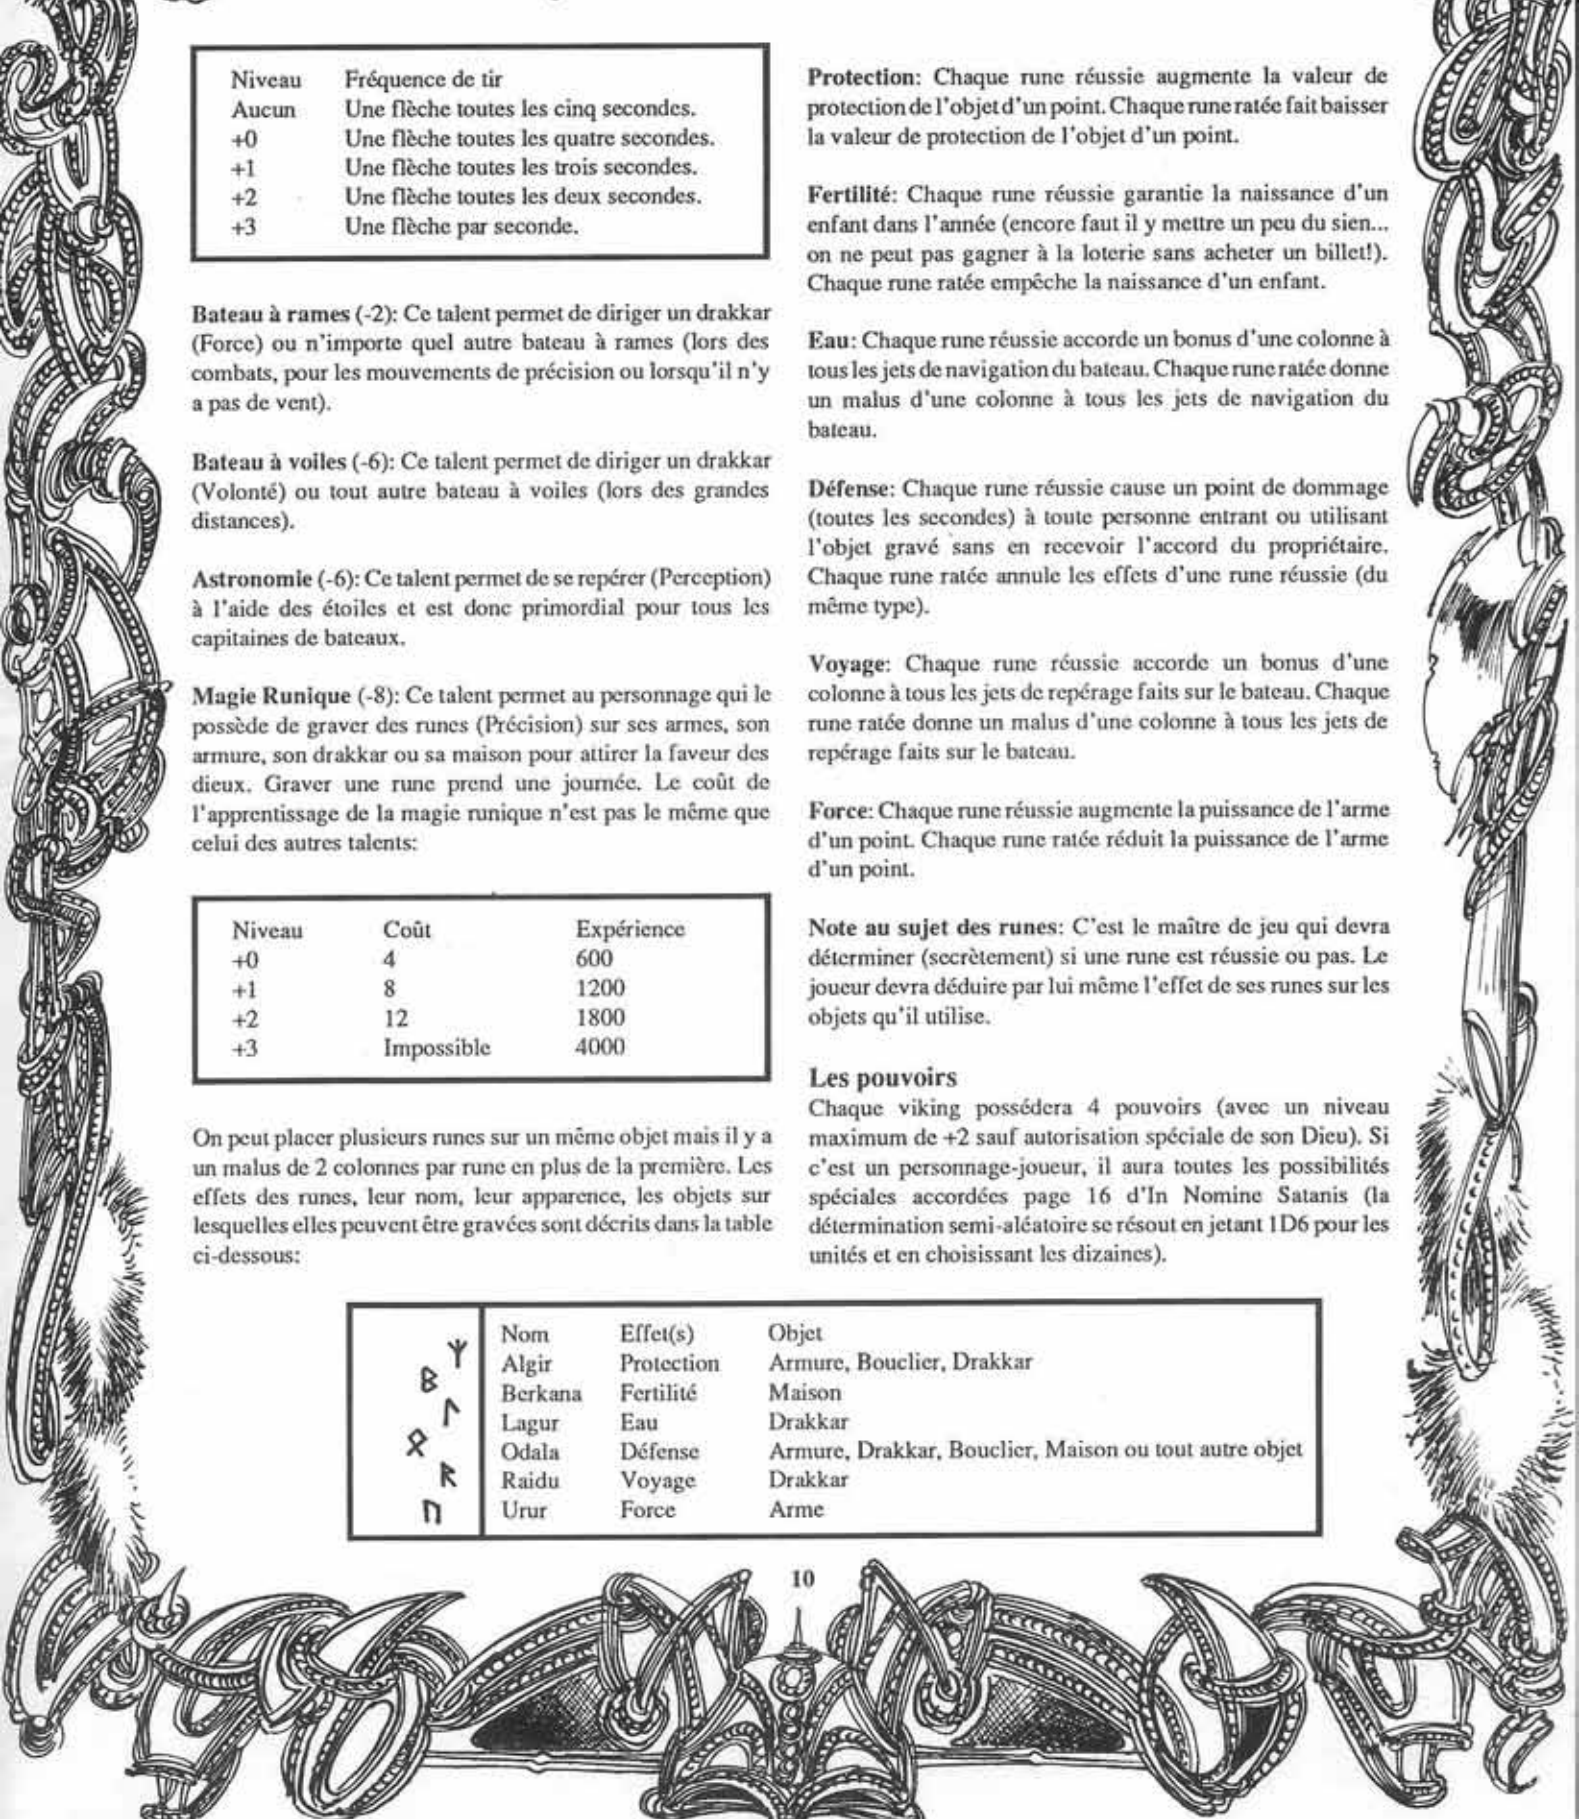 Niveau Fréquence de tir
Aucun Une flèche toutes les cinq secondes.
+0 Une flèche toutes les quatre secondes.
+1 Une flèche toutes les trois secondes.
+2 Une flèche toutes les deux secondes.
+3 Une flèche par seconde.
Bateau à rames (-2): Ce talent permet de diriger un drakkar
(Force) ou n'importe quel autre bateau à rames (lors des
combats, pour les mouvements de précision ou lorsqu'il n'y
a pas de vent).
Bateau à voiles (-6): Ce talent permet de diriger un drakkar
(Volonté) ou tout autre bateau à voiles (lors des grandes
distances).
Astronomie (-6): Ce talent permet de se repérer (Perception)
à l'aide des étoiles et est donc primordial pour tous les
capitaines de bateaux.
Magie Runique (-8): Ce talent permet au personnage qui le
possède de graver des runes (Précision) sur ses armes, son
armure, son drakkar ou sa maison pour attirer la faveur des
dieux. Graver une rune prend une journée. Le coût de
l'apprentissage de la magie runique n'est pas le même que
celui des autres talents:
Niveau Coût Expérience
+0 4 600
+1 8 1200
+2 12 1800
+3 Impossible 4000
On peut placer plusieurs runes sur un même objet mais il y a
un malus de 2 colonnes par rune en plus de la première. Les
effets des runes, leur nom, leur apparence, les objets sur
lesquelles elles peuvent être gravées sont décrits dans la table
ci-dessous:
Protection: Chaque rune réussie augmente la valeur de
protection de l'objet d'un point. Chaque rune ratée fait baisser
la valeur de protection de l'objet d'un point.
Fertilité: Chaque rune réussie garantie la naissance d'un
enfant dans l'année (encore faut il y mettre un peu du sien...
on ne peut pas gagner à la loterie sans acheter un billet!).
Chaque rune ratée empêche la naissance d'un enfant.
Eau: Chaque rune réussie accorde un bonus d'une colonne à
tous les jets de navigation du bateau. Chaque rune ratée donne
un malus d'une colonne à tous les jets de navigation du
bateau.
Défense: Chaque rune réussie cause un point de dommage
(toutes les secondes) à toute personne entrant ou utilisant
l'objet gravé sans en recevoir l'accord du propriétaire.
Chaque rune ratée annule les effets d'une rune réussie (du
même type).
Voyage: Chaque rune réussie accorde un bonus d'une
colonne à tous les jets de repérage faits sur le bateau. Chaque
rune ratée donne un malus d'une colonne à tous les jets de
repérage faits sur le bateau.
Force: Chaque rune réussie augmente la puissance de l'arme
d'un point. Chaque rune ratée réduit la puissance de l'arme
d'un point.
Note au sujet des runes: C'est le maître de jeu qui devra
déterminer (secrètement) si une rune est réussie ou pas. Le
joueur devra déduire par lui même l'effet de ses runes sur les
objets qu'il utilise.
Les pouvoirs
Chaque viking possédera 4 pouvoirs (avec un niveau
maximum de +2 sauf autorisation spéciale de son Dieu). Si
c'est un personnage-joueur, il aura toutes les possibilités
spéciales accordées page 16 d'In Nomine Satanis (la
détermination semi-aléatoire se résout en jetant 1D6 pour les
unités et en choisissant les dizaines).
Nom Effet(s) Objet
ᛉ Algir Protection Armure, Bouclier, Drakkar
ᛒ Berkana Fertilité Maison
ᛚ Lagur Eau Drakkar
ᛟ Odala Défense Armure, Drakkar, Bouclier, Maison ou tout autre objet
ᚱ Raidu Voyage Drakkar
ᚢ Urur Force Arme
10